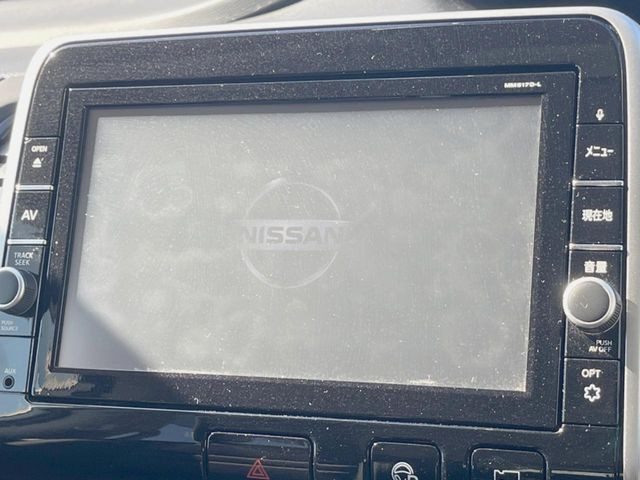 MM517D-L
OPEN
メニュー
AV
現在地
TRACK
SEEK
音量
NISSAN
PUSH
SOURCE
PUSH
AV OFF
AUX
OPT